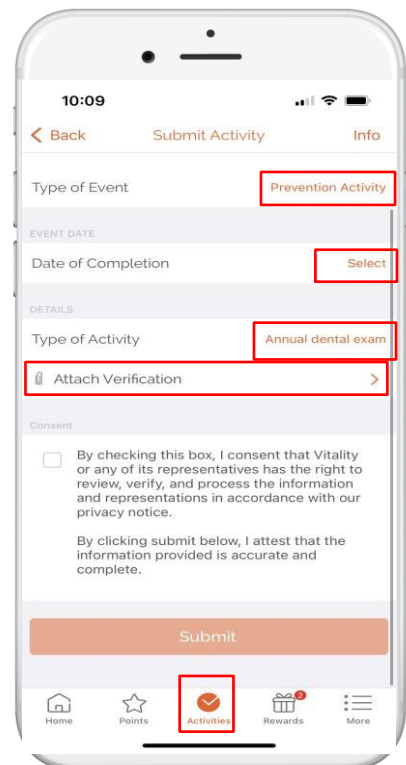 10:09
Back Submit Activity Info
Type of Event Prevention Activity
EVENT DATE
Date of Completion Select
DETAILS
Type of Activity Annual dental exam
Attach Verification
Consent
By checking this box, I consent that Vitality
or any of its representatives has the right to
review, verify, and process the information
and representations in accordance with our
privacy notice.
By clicking submit below, I attest that the
information provided is accurate and
complete.
Submit
2
Home Points Activities Rewards More